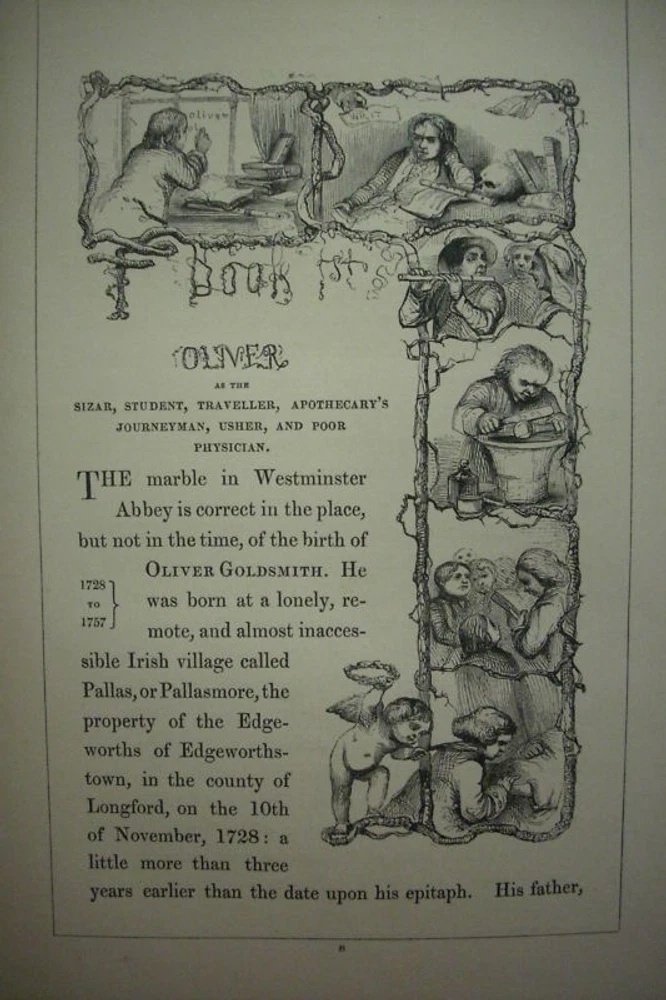 Oliver
Book Ist
OLIVER
AS THE
SIZAR, STUDENT, TRAVELLER, APOTHECARY'S
JOURNEYMAN, USHER, AND POOR
PHYSICIAN.
THE marble in Westminster
Abbey is correct in the place,
but not in the time, of the birth of
OLIVER GOLDSMITH. He
1728
TO
1757
was born at a lonely, re-
mote, and almost inacces-
sible Irish village called
Pallas, or Pallasmore, the
property of the Edge-
worths of Edgeworths-
town, in the county of
Longford, on the 10th
of November, 1728: a
little more than three
years earlier than the date upon his epitaph. His father,
B